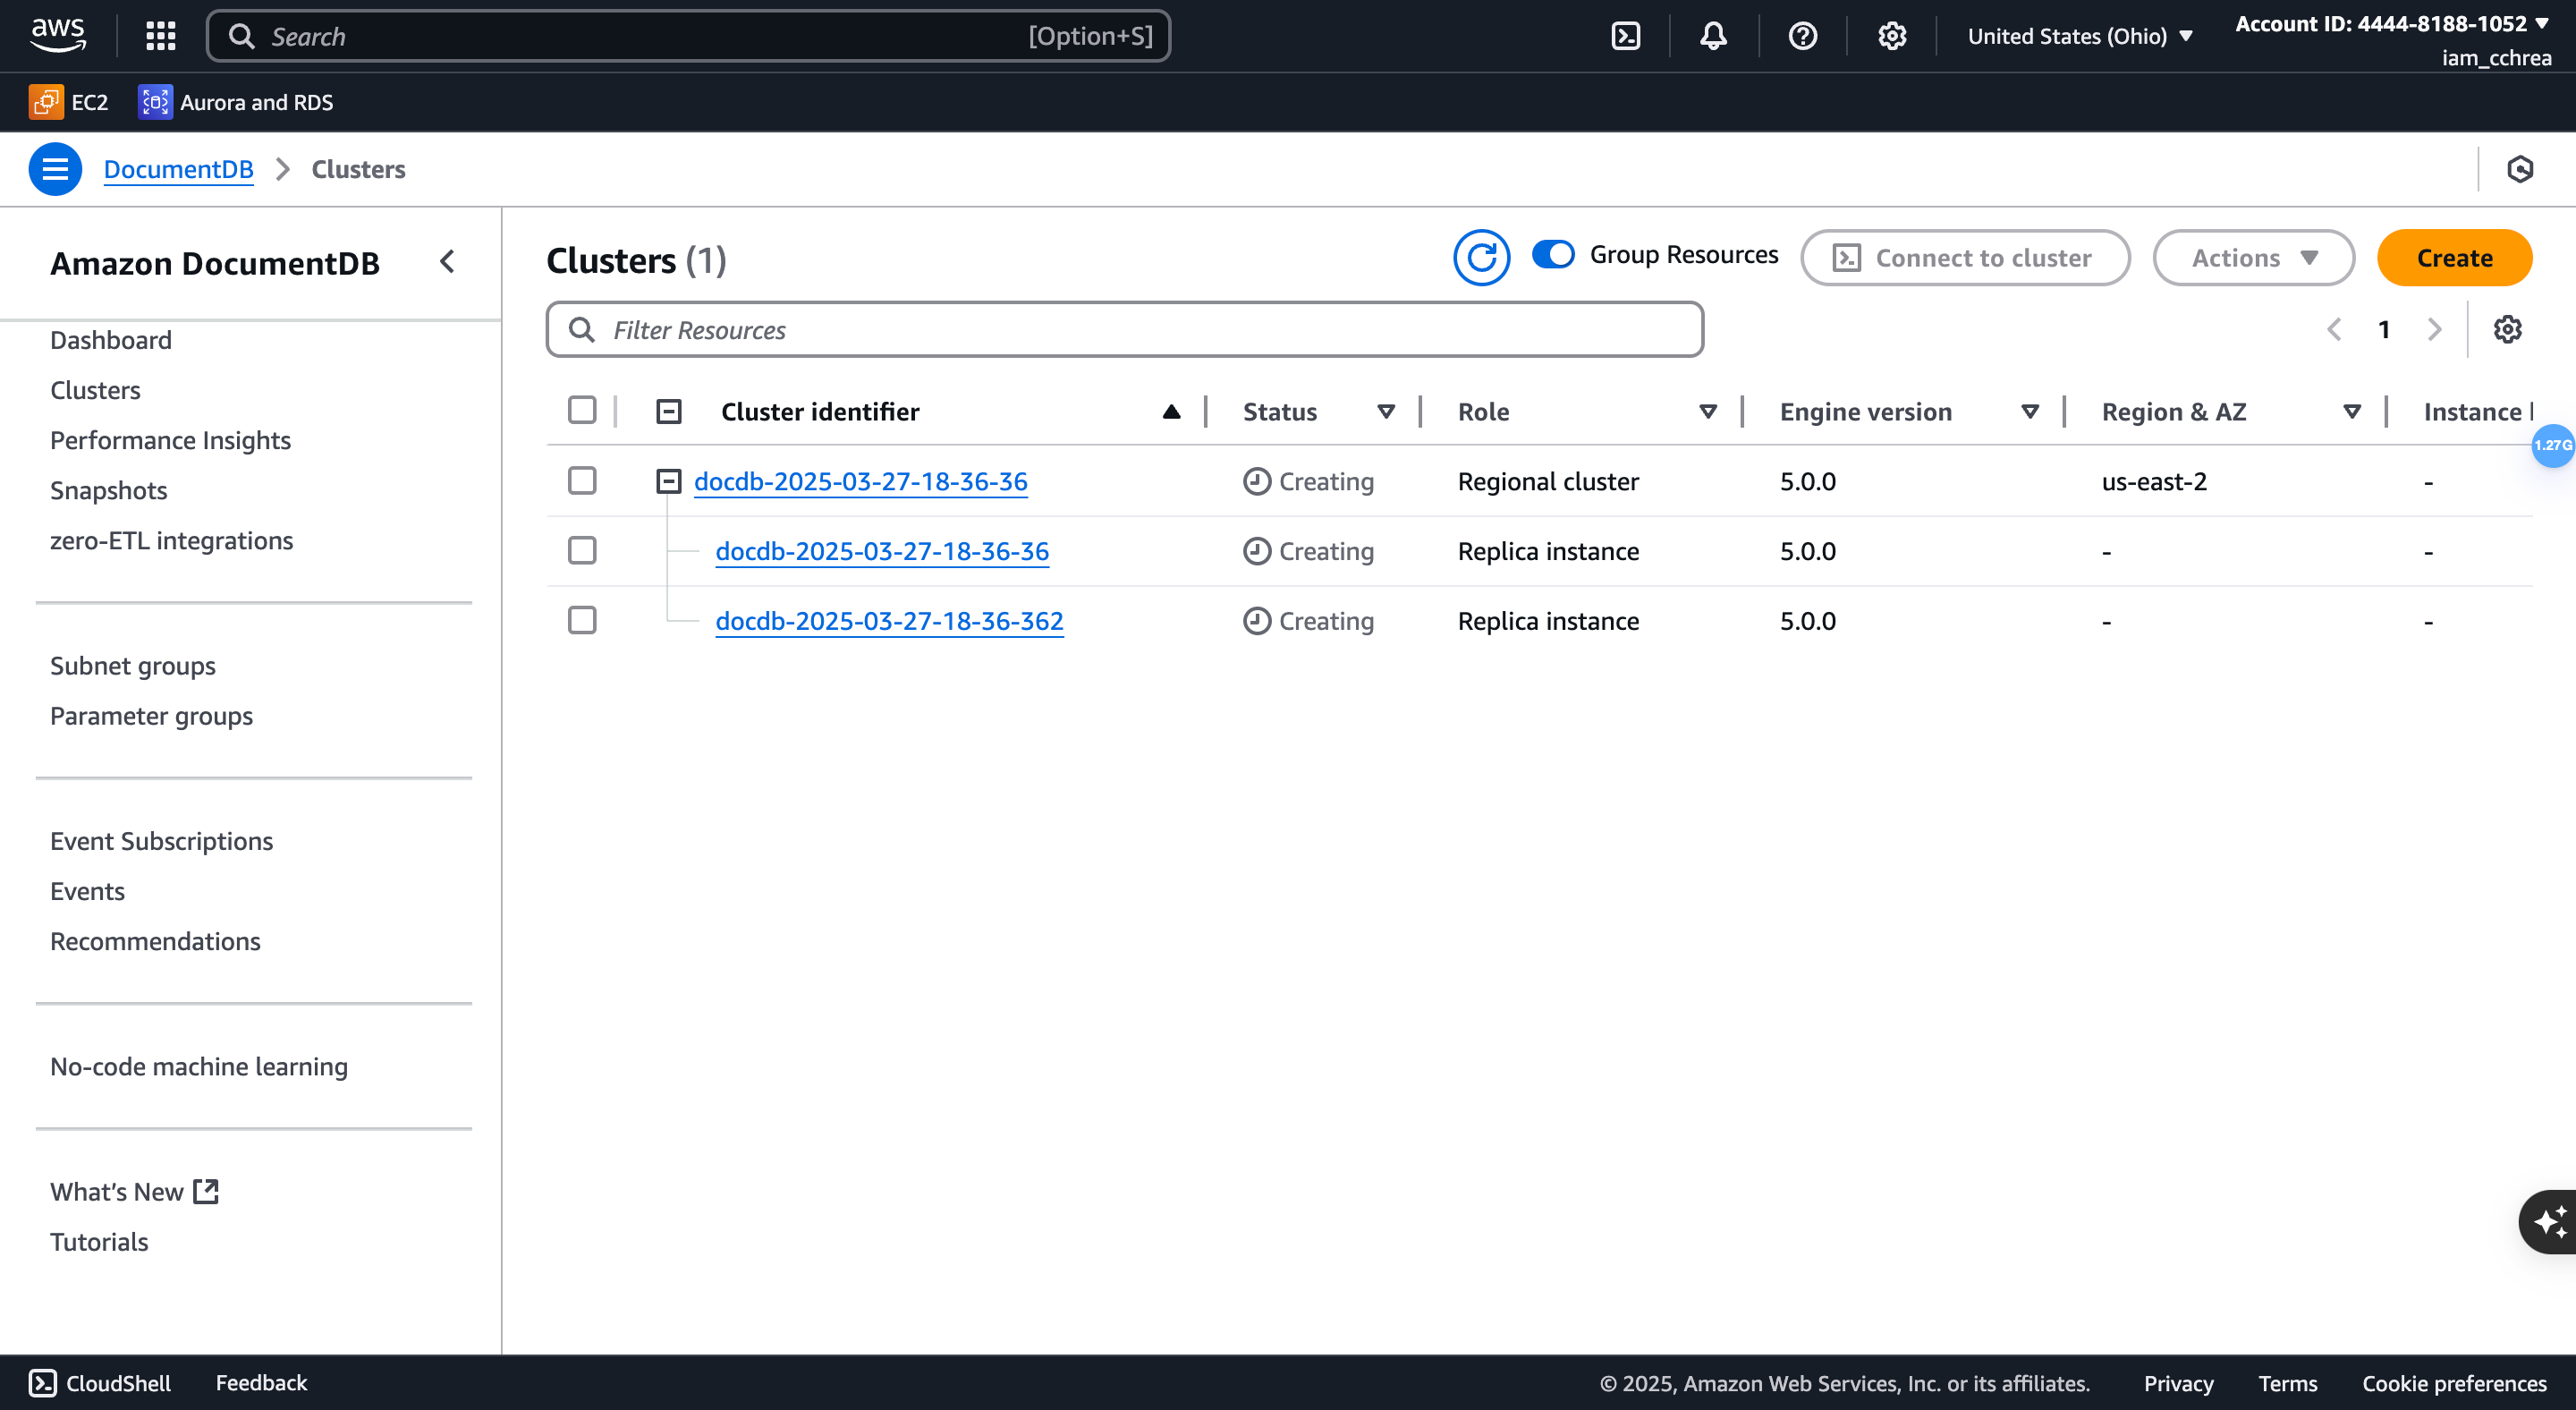 aws
Search [Option+S]
United States (Ohio)
Account ID: 4444-8188-1052
iam_cchrea
EC2
Aurora and RDS
DocumentDB Clusters
Amazon DocumentDB
Dashboard
Clusters
Performance Insights
Snapshots
zero-ETL integrations
Subnet groups
Parameter groups
Event Subscriptions
Events
Recommendations
No-code machine learning
What's New
Tutorials
Clusters (1)
Group Resources
Connect to cluster
Actions
Create
Filter Resources
1
Cluster identifier Status Role Engine version Region & AZ Instance
1.27G
docdb-2025-03-27-18-36-36 Creating Regional cluster 5.0.0 us-east-2 -
docdb-2025-03-27-18-36-36 Creating Replica instance 5.0.0 - -
docdb-2025-03-27-18-36-362 Creating Replica instance 5.0.0 - -
CloudShell Feedback © 2025, Amazon Web Services, Inc. or its affiliates. Privacy Terms Cookie preferences